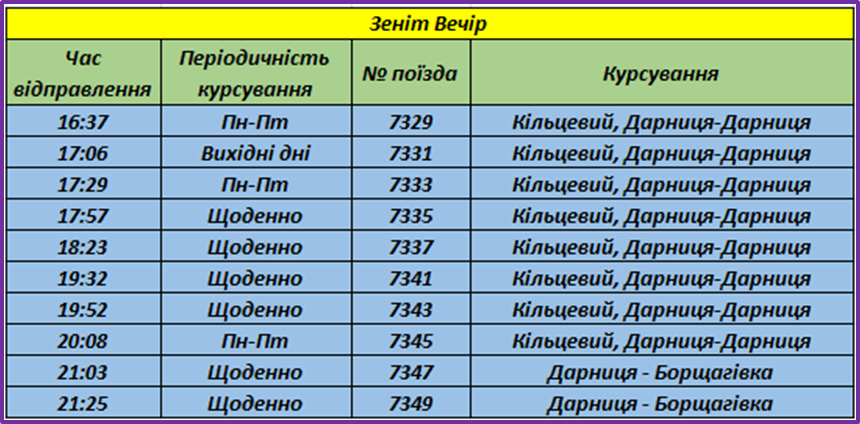 Зеніт Вечір
Час відправлення Періодичність курсування № поїзда Курсування
16:37 Пн-Пт 7329 Кільцевий, Дарниця-Дарниця
17:06 Вихідні дні 7331 Кільцевий, Дарниця-Дарниця
17:29 Пн-Пт 7333 Кільцевий, Дарниця-Дарниця
17:57 Щоденно 7335 Кільцевий, Дарниця-Дарниця
18:23 Щоденно 7337 Кільцевий, Дарниця-Дарниця
19:32 Щоденно 7341 Кільцевий, Дарниця-Дарниця
19:52 Щоденно 7343 Кільцевий, Дарниця-Дарниця
20:08 Пн-Пт 7345 Кільцевий, Дарниця-Дарниця
21:03 Щоденно 7347 Дарниця - Борщагівка
21:25 Щоденно 7349 Дарниця - Борщагівка